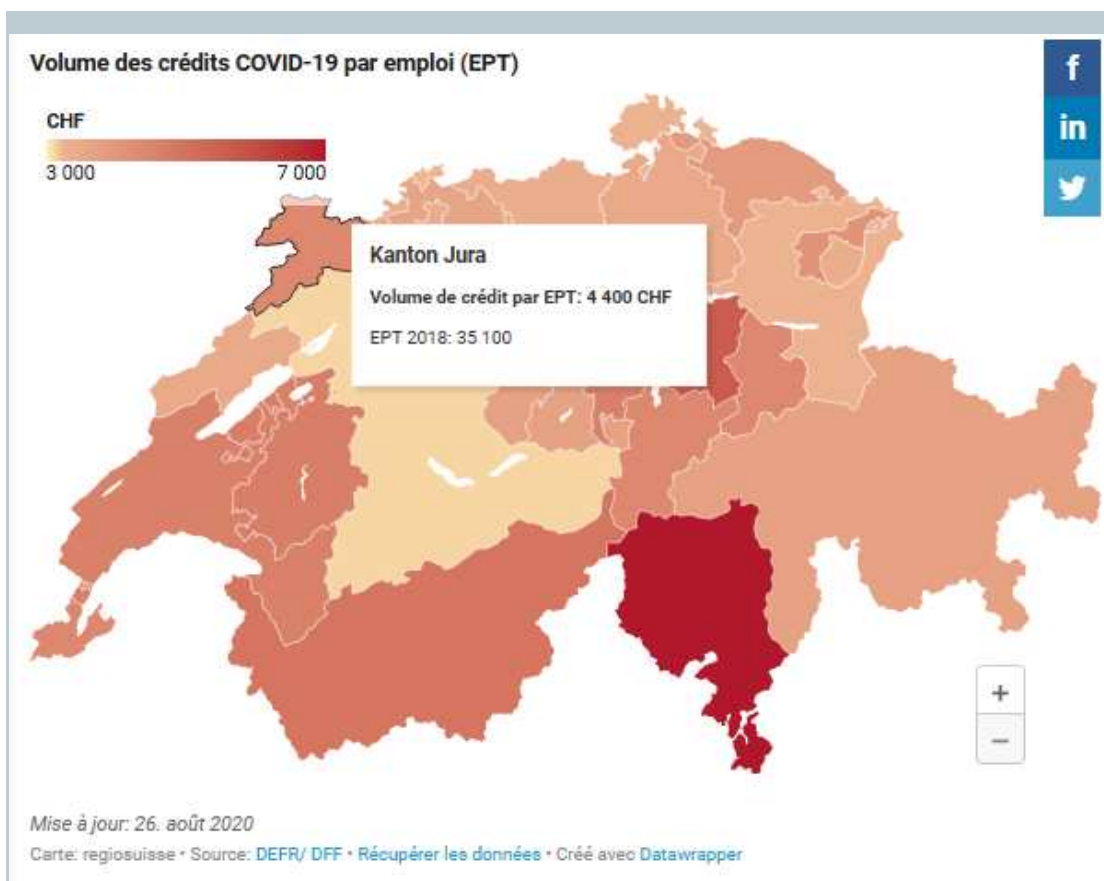 Volume des crédits COVID-19 par emploi (EPT)
f
CHF
in
3 000 7 000
Kanton Jura
Volume de crédit par EPT: 4 400 CHF
EPT 2018: 35 100
+
−
Mise à jour: 26. août 2020
Carte: regiosuisse • Source: DEFR/ DFF • Récupérer les données • Créé avec Datawrapper